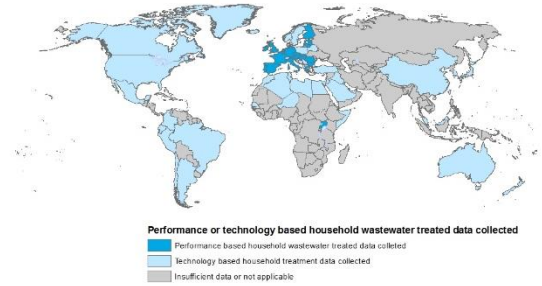 Performance or technology based household wastewater treated data collected
Performance based household wastewater treated data colleted
Technology based household treatment data collected
Insufficient data or not applicable